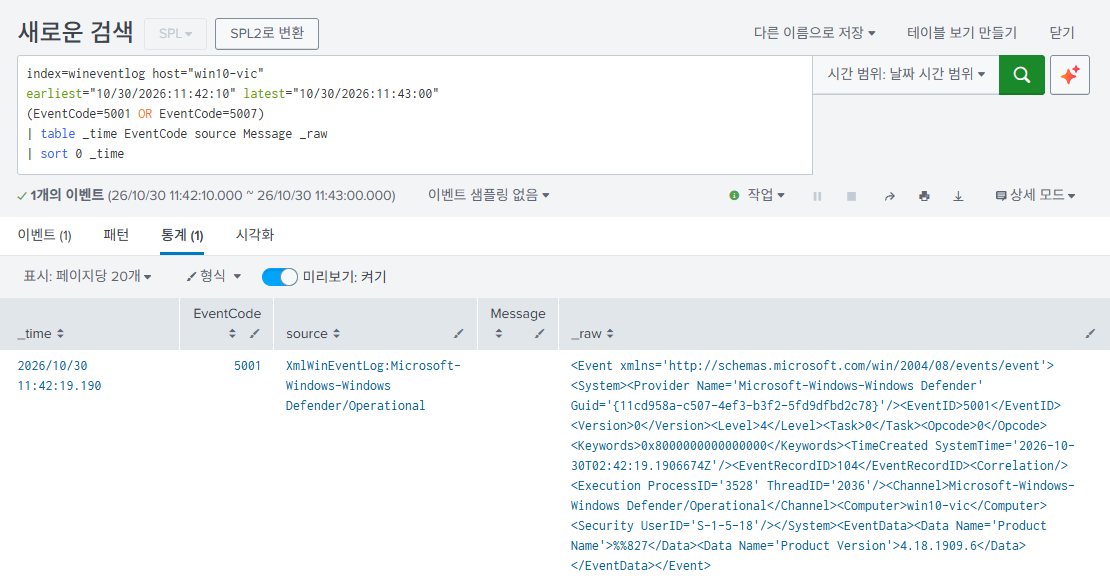 새로운 검색
SPL
SPL2로 변환
다른 이름으로 저장
테이블 보기 만들기
닫기
index=wineventlog host="win10-vic"
earliest="10/30/2026:11:42:10" latest="10/30/2026:11:43:00"
(EventCode=5001 OR EventCode=5007)
| table _time EventCode source Message _raw
| sort 0 _time
시간 범위: 날짜 시간 범위
1개의 이벤트 (26/10/30 11:42:10.000 ~ 26/10/30 11:43:00.000)
이벤트 샘플링 없음
작업
상세 모드
이벤트 (1)
패턴
통계 (1)
시각화
표시: 페이지당 20개
형식
미리보기: 켜기
_time
EventCode
source
Message
_raw
2026/10/30
11:42:19.190
5001
XmlWinEventLog:Microsoft-
Windows-Windows
Defender/Operational
<Event xmlns='http://schemas.microsoft.com/win/2004/08/events/event'>
<System><Provider Name='Microsoft-Windows-Windows Defender'
Guid='{11cd958a-c507-4ef3-b3f2-5fd9dfbd2c78}'/><EventID>5001</EventID>
<Version>0</Version><Level>4</Level><Task>0</Task><Opcode>0</Opcode>
<Keywords>0x8000000000000000</Keywords><TimeCreated SystemTime='2026-10-
30T02:42:19.1906674Z'/><EventRecordID>104</EventRecordID><Correlation/>
<Execution ProcessID='3528' ThreadID='2036'/><Channel>Microsoft-Windows-
Windows Defender/Operational</Channel><Computer>win10-vic</Computer>
<Security UserID='S-1-5-18'/></System><EventData><Data Name='Product
Name'>%%827</Data><Data Name='Product Version'>4.18.1909.6</Data>
</EventData></Event>